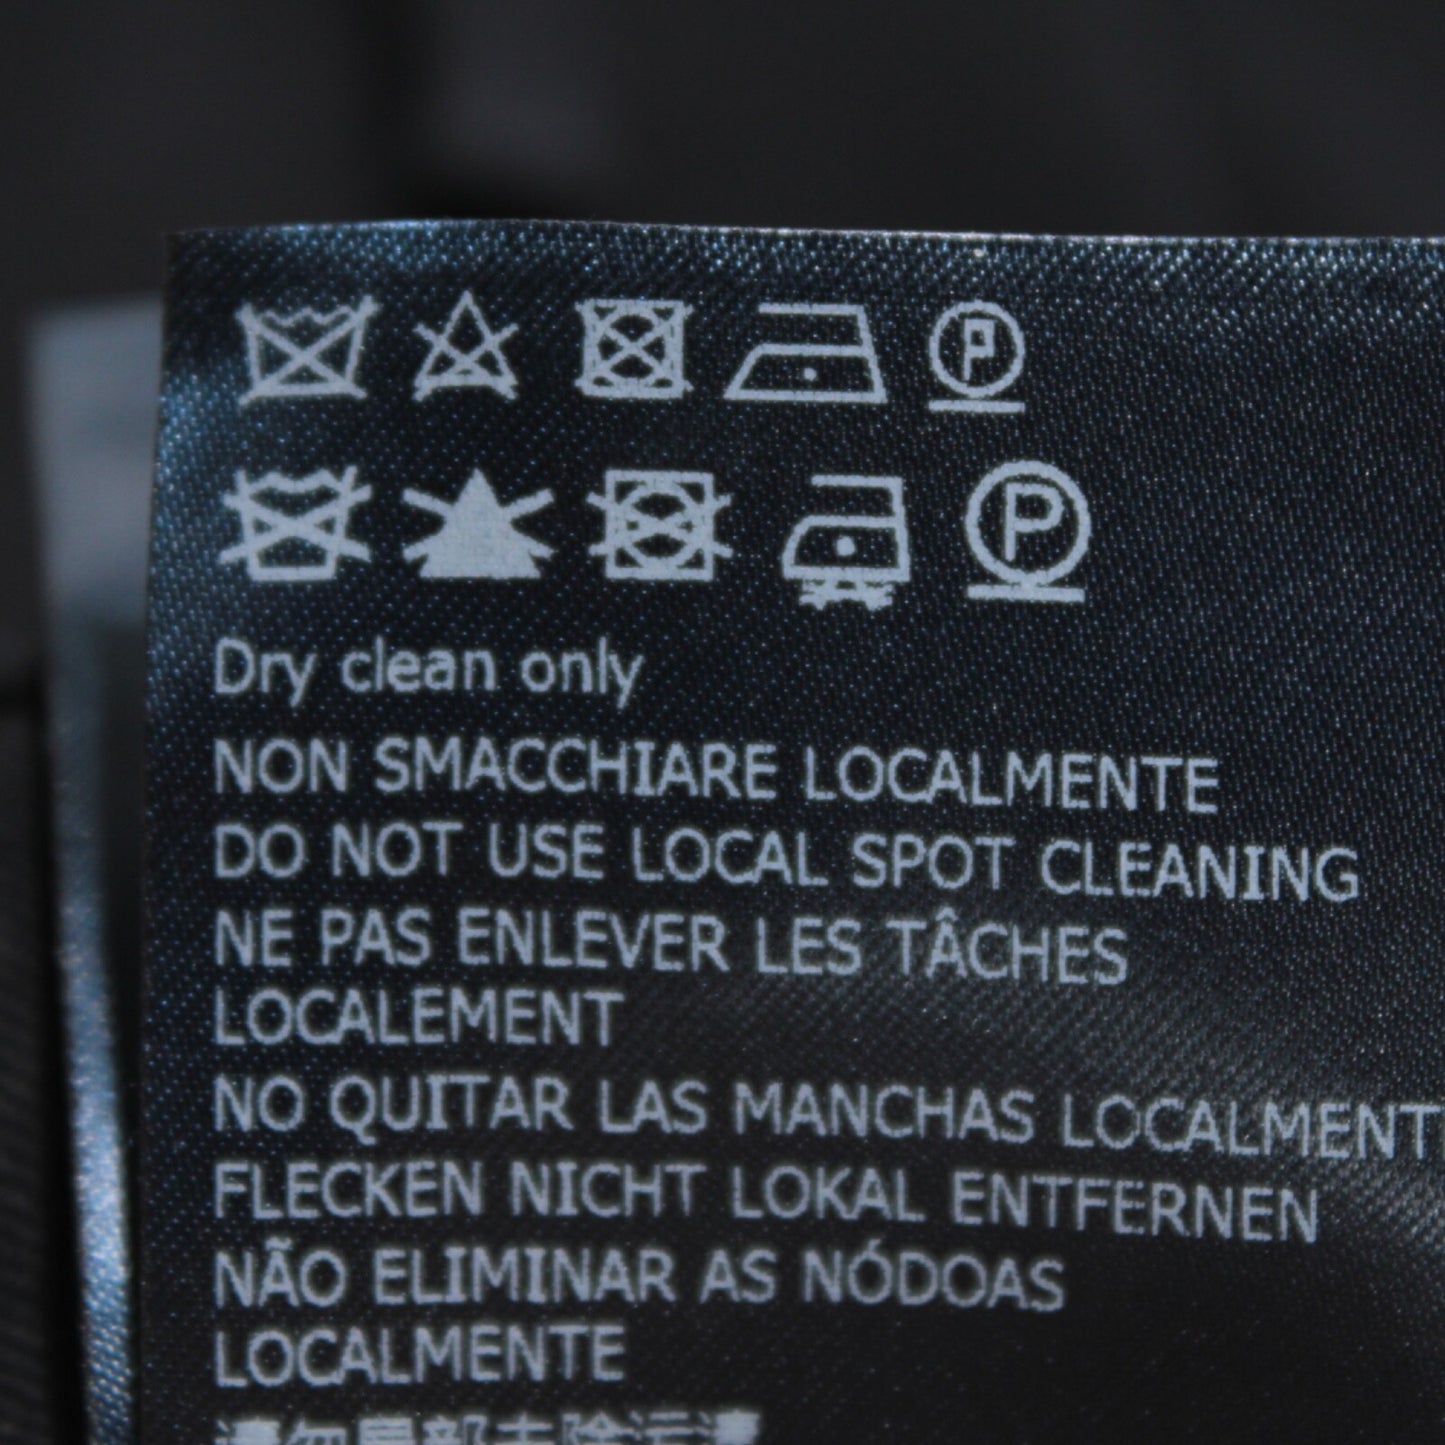 P
P
Dry clean only
NON SMACCHIARE LOCALMENTE
DO NOT USE LOCAL SPOT CLEANING
NE PAS ENLEVER LES TÂCHES
LOCALEMENT
NO QUITAR LAS MANCHAS LOCALMENT
FLECKEN NICHT LOKAL ENTFERNEN
NÃO ELIMINAR AS NÓDOAS
LOCALMENTE